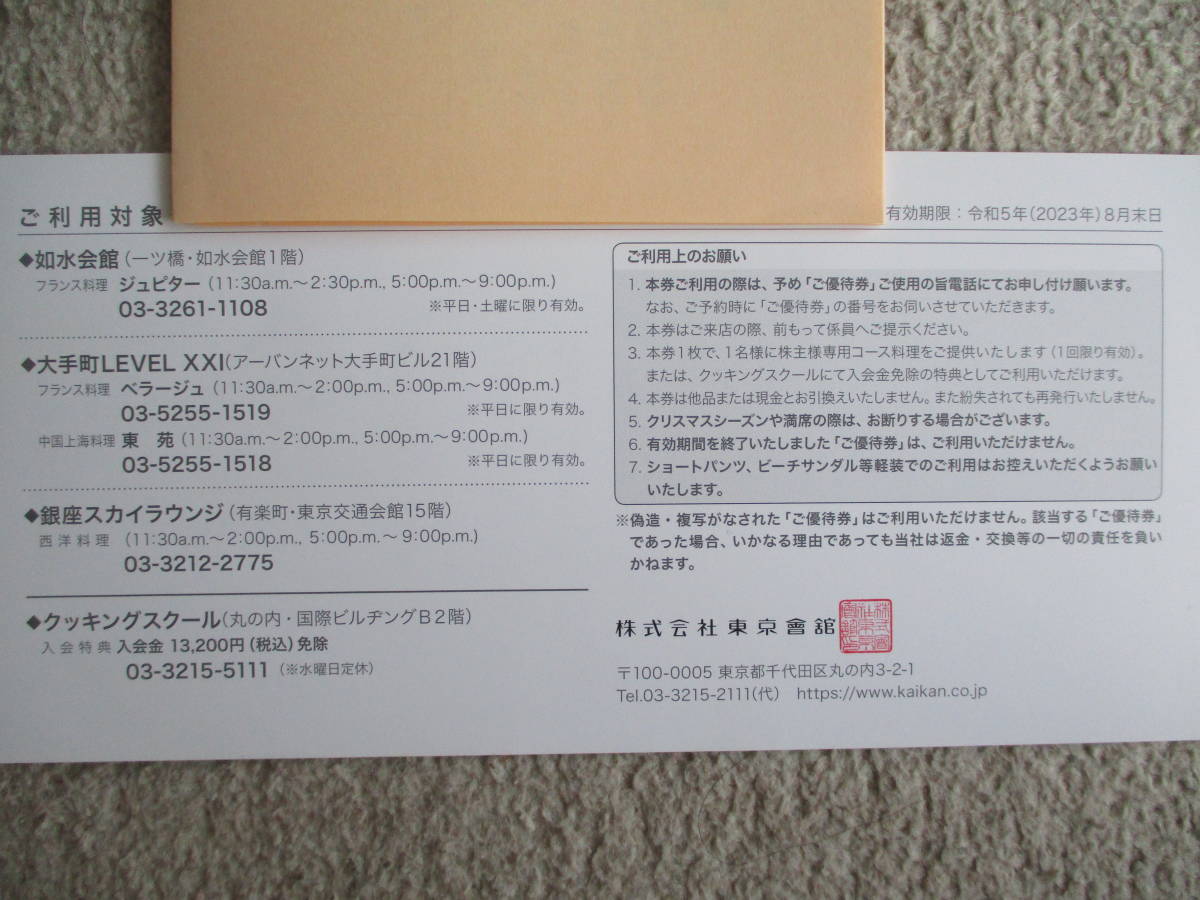 ご利用対象
有効期限：令和5年(2023年)8月末日
◆如水会館(一ツ橋・如水会館1階)
フランス料理 ジュピター (11:30a.m.～2:30p.m., 5:00p.m.～9:00p.m.)
03-3261-1108 ※平日・土曜に限り有効。
◆大手町LEVEL XXI(アーバンネット大手町ビル21階)
フランス料理 ベラージュ (11:30a.m.～2:00p.m., 5:00p.m.～9:00p.m.)
03-5255-1519 ※平日に限り有効。
中国上海料理 東 苑 (11:30a.m.～2:00p.m., 5:00p.m.～9:00p.m.)
03-5255-1518 ※平日に限り有効。
◆銀座スカイラウンジ(有楽町・東京交通会館15階)
西洋料理 (11:30a.m.～2:00p.m., 5:00p.m.～9:00p.m.)
03-3212-2775
◆クッキングスクール(丸の内・国際ビルヂングB2階)
入会特典 入会金 13,200円(税込)免除
03-3215-5111 (※水曜日定休)
ご利用上のお願い
1. 本券ご利用の際は、予め「ご優待券」ご使用の旨電話にてお申し付け願います。
なお、ご予約時に「ご優待券」の番号をお伺いさせていただきます。
2. 本券はご来店の際、前もって係員へご提示ください。
3. 本券1枚で、1名様に株主様専用コース料理をご提供いたします(1回限り有効)。
または、クッキングスクールにて入会金免除の特典としてご利用いただけます。
4. 本券は他品または現金とお引換えいたしません。また紛失されても再発行いたしません。
5. クリスマスシーズンや満席の際は、お断りする場合がございます。
6. 有効期間を終了いたしました「ご優待券」は、ご利用いただけません。
7. ショートパンツ、ビーチサンダル等軽装でのご利用はお控えいただくようお願い
いたします。
※偽造・複写がなされた「ご優待券」はご利用いただけません。該当する「ご優待券」
であった場合、いかなる理由であっても当社は返金・交換等の一切の責任を負い
かねます。
株式会社東京會舘
〒100-0005 東京都千代田区丸の内3-2-1
Tel.03-3215-2111(代) https://www.kaikan.co.jp